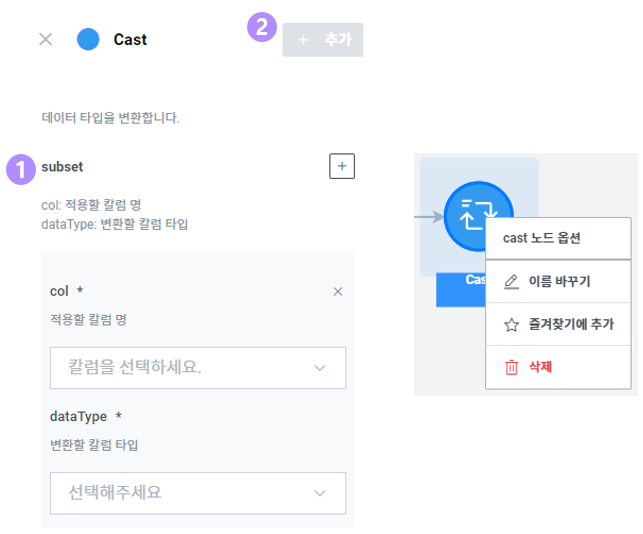 Cast
2
+ 추가
데이터 타입을 변환합니다.
1
subset
+
col: 적용할 칼럼 명
dataType: 변환할 칼럼 타입
col *
적용할 칼럼 명
칼럼을 선택하세요.
dataType *
변환할 칼럼 타입
선택해주세요
Cas
cast 노드 옵션
이름 바꾸기
즐겨찾기에 추가
삭제